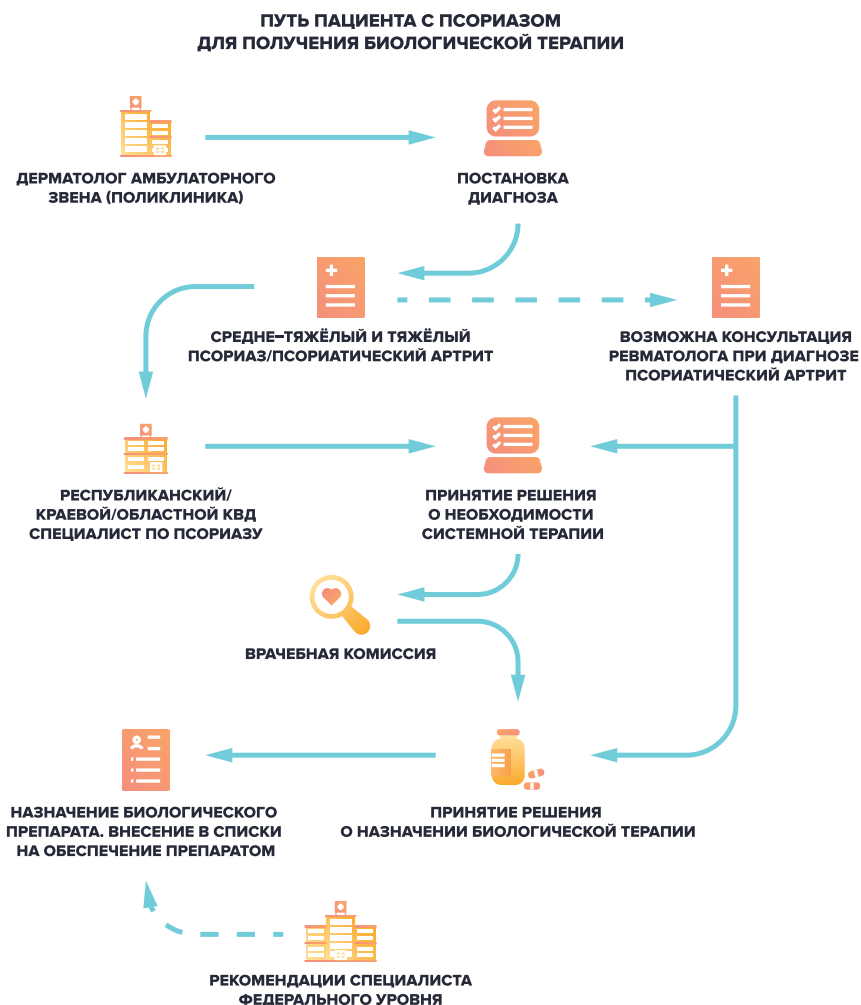 ПУТЬ ПАЦИЕНТА С ПСОРИАЗОМ
ДЛЯ ПОЛУЧЕНИЯ БИОЛОГИЧЕСКОЙ ТЕРАПИИ
ДЕРМАТОЛОГ АМБУЛАТОРНОГО
ЗВЕНА (ПОЛИКЛИНИКА)
ПОСТАНОВКА
ДИАГНОЗА
СРЕДНЕ–ТЯЖЁЛЫЙ И ТЯЖЁЛЫЙ
ПСОРИАЗ/ПСОРИАТИЧЕСКИЙ АРТРИТ
ВОЗМОЖНА КОНСУЛЬТАЦИЯ
РЕВМАТОЛОГА ПРИ ДИАГНОЗЕ
ПСОРИАТИЧЕСКИЙ АРТРИТ
РЕСПУБЛИКАНСКИЙ/
КРАЕВОЙ/ОБЛАСТНОЙ КВД
СПЕЦИАЛИСТ ПО ПСОРИАЗУ
ПРИНЯТИЕ РЕШЕНИЯ
О НЕОБХОДИМОСТИ
СИСТЕМНОЙ ТЕРАПИИ
ВРАЧЕБНАЯ КОМИССИЯ
НАЗНАЧЕНИЕ БИОЛОГИЧЕСКОГО
ПРЕПАРАТА. ВНЕСЕНИЕ В СПИСКИ
НА ОБЕСПЕЧЕНИЕ ПРЕПАРАТОМ
ПРИНЯТИЕ РЕШЕНИЯ
О НАЗНАЧЕНИИ БИОЛОГИЧЕСКОЙ ТЕРАПИИ
РЕКОМЕНДАЦИИ СПЕЦИАЛИСТА
ФЕДЕРАЛЬНОГО УРОВНЯ